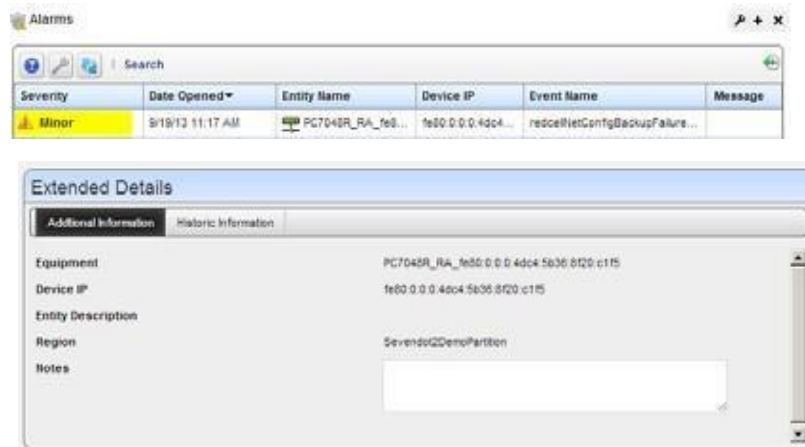 Alarms
Search
Severity Date Opened Entity Name Device IP Event Name Message
Minor 9/19/13 11:17 AM PC7048R_RA_fe8... fe80:0:0:0:4dc4... redcellNetConfigBackupFailure...
Extended Details
Additional Information Historic Information
Equipment PC7048R_RA_fe80:0:0:0:4dc4:5b36:8f20:c1f5
Device IP fe80:0:0:0:4dc4:5b36:8f20:c1f5
Entity Description
Region Sevendot2DemoPartition
Notes